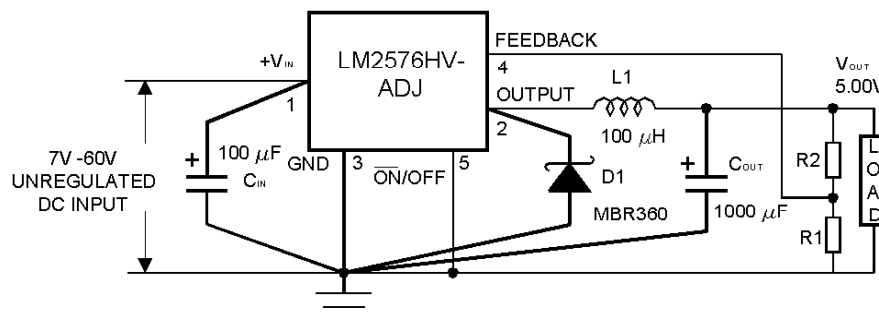 FEEDBACK
+VIN
LM2576HV-
ADJ
4
L1
VOUT
5.00V
OUTPUT
1
2
7V -60V
UNREGULATED
DC INPUT
+
100 µF
CIN
GND
3
ON/OFF
5
100 µH
D1
MBR360
+
COUT
1000 µF
R2
R1
LOAD